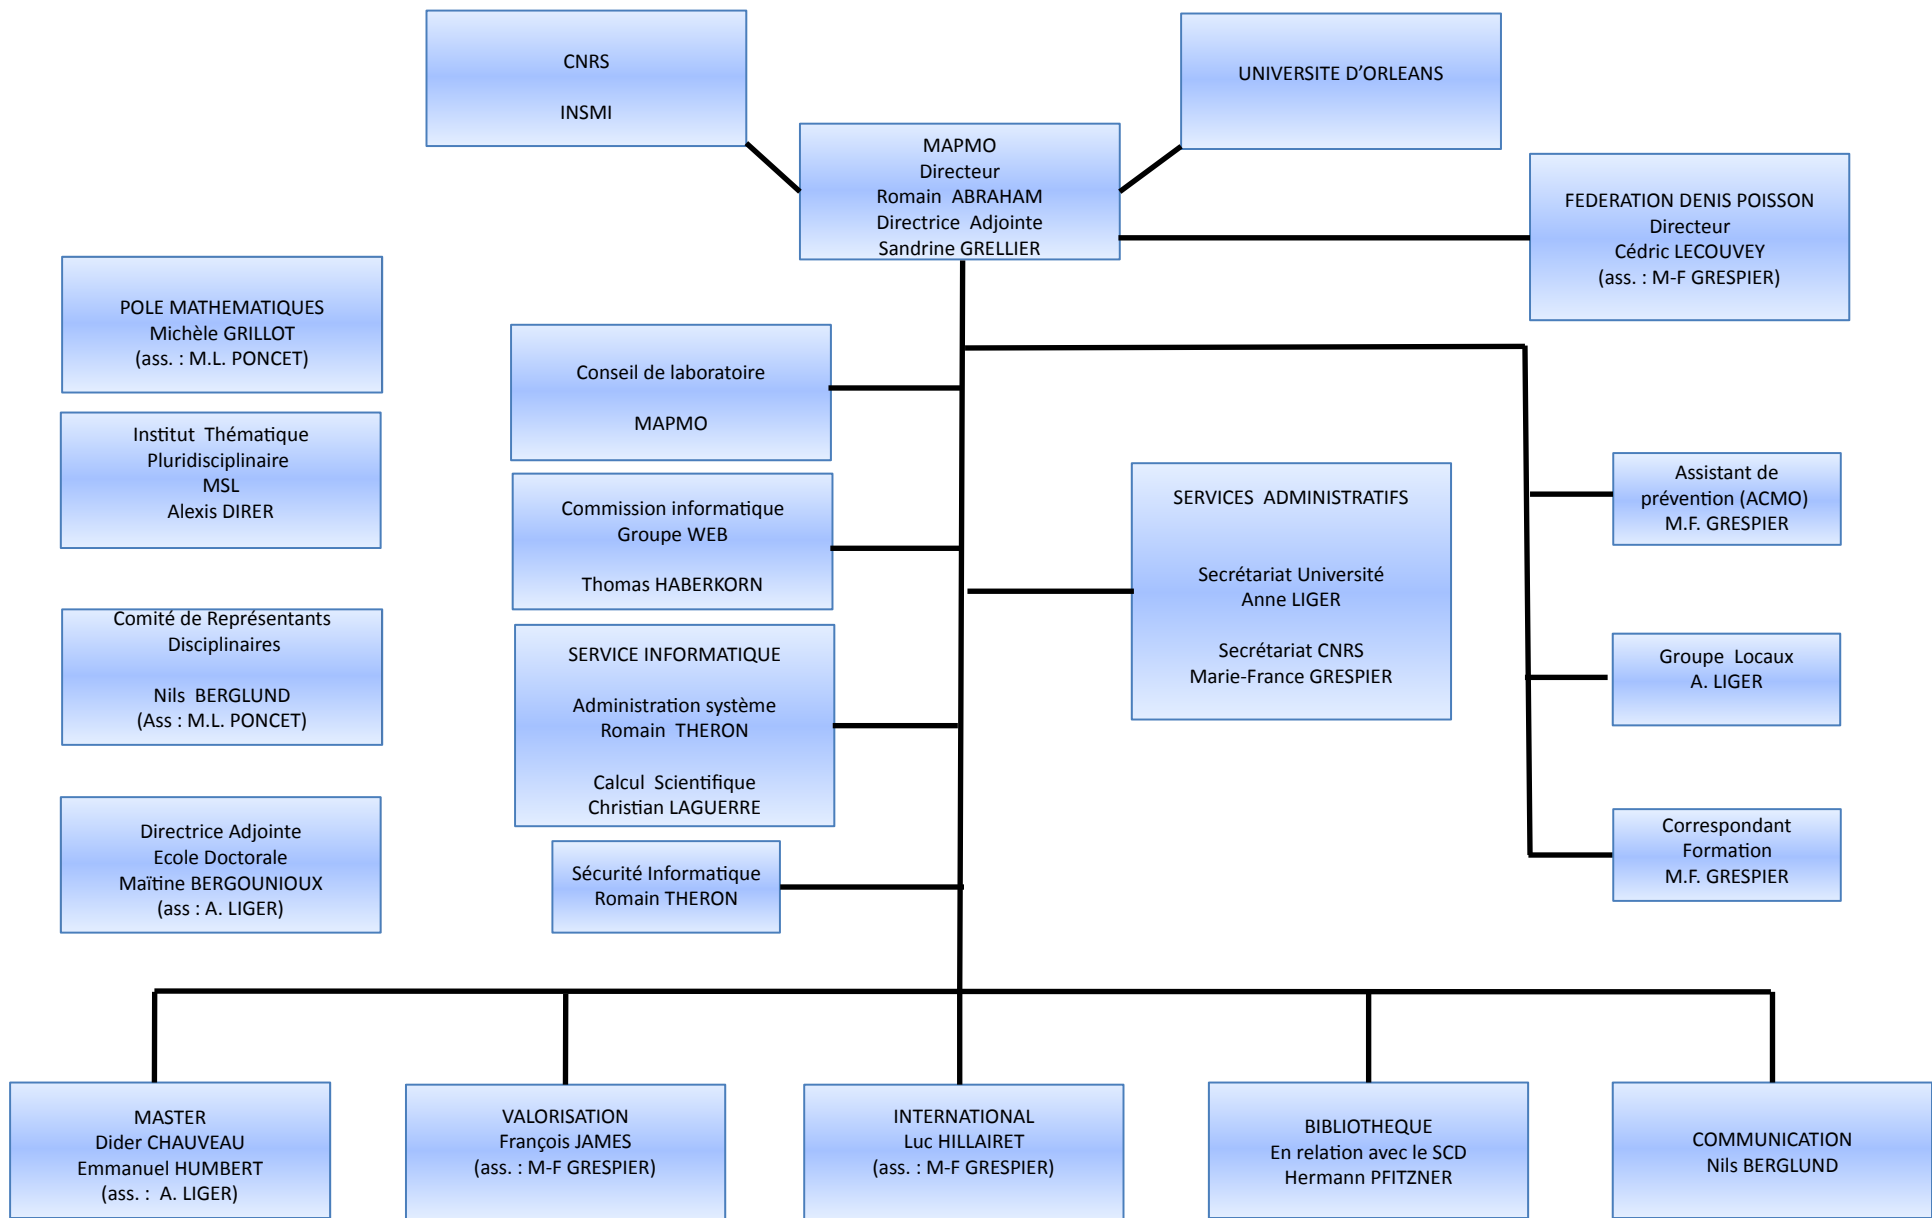 CNRS
INSMI
UNIVERSITE D'ORLEANS
MAPMO
Directeur
Romain ABRAHAM
Directrice Adjointe
Sandrine GRELLIER
FEDERATION DENIS POISSON
Directeur
Cédric LECOUVEY
(ass. : M-F GRESPIER)
POLE MATHEMATIQUES
Michèle GRILLOT
(ass. : M.L. PONCET)
Institut Thématique
Pluridisciplinaire
MSL
Alexis DIRER
Comité de Représentants
Disciplinaires
Nils BERGLUND
(Ass : M.L. PONCET)
Directrice Adjointe
Ecole Doctorale
Maïtine BERGOUNIOUX
(ass : A. LIGER)
Conseil de laboratoire
MAPMO
Commission informatique
Groupe WEB
Thomas HABERKORN
SERVICE INFORMATIQUE
Administration système
Romain THERON
Calcul Scientifique
Christian LAGUERRE
Sécurité Informatique
Romain THERON
SERVICES ADMINISTRATIFS
Secrétariat Université
Anne LIGER
Secrétariat CNRS
Marie-France GRESPIER
Assistant de
prévention (ACMO)
M.F. GRESPIER
Groupe Locaux
A. LIGER
Correspondant
Formation
M.F. GRESPIER
MASTER
Dider CHAUVEAU
Emmanuel HUMBERT
(ass. : A. LIGER)
VALORISATION
François JAMES
(ass. : M-F GRESPIER)
INTERNATIONAL
Luc HILLAIRET
(ass. : M-F GRESPIER)
BIBLIOTHEQUE
En relation avec le SCD
Hermann PFITZNER
COMMUNICATION
Nils BERGLUND